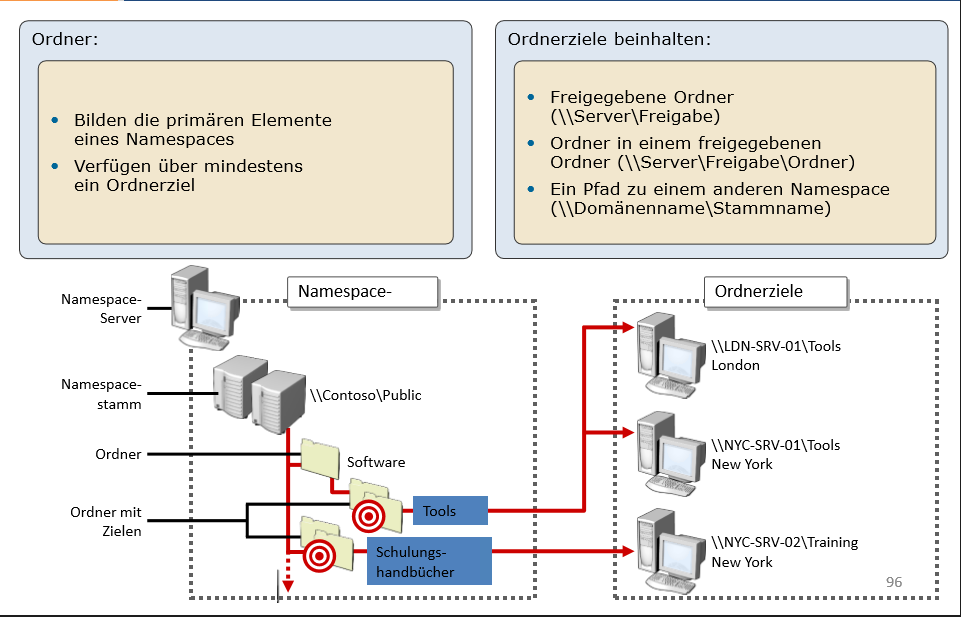 Ordner:
• Bilden die primären Elemente
eines Namespaces
• Verfügen über mindestens
ein Ordnerziel
Ordnerziele beinhalten:
• Freigegebene Ordner
(\\Server\Freigabe)
• Ordner in einem freigegebenen
Ordner (\\Server\Freigabe\Ordner)
• Ein Pfad zu einem anderen Namespace
(\\Domänenname\Stammname)
Namespace-
Server
Namespace-
Namespace-
stamm
\\Contoso\Public
Ordner
Software
Ordner mit
Zielen
Tools
Schulungs-
handbücher
Ordnerziele
\\LDN-SRV-01\Tools
London
\\NYC-SRV-01\Tools
New York
\\NYC-SRV-02\Training
New York
96